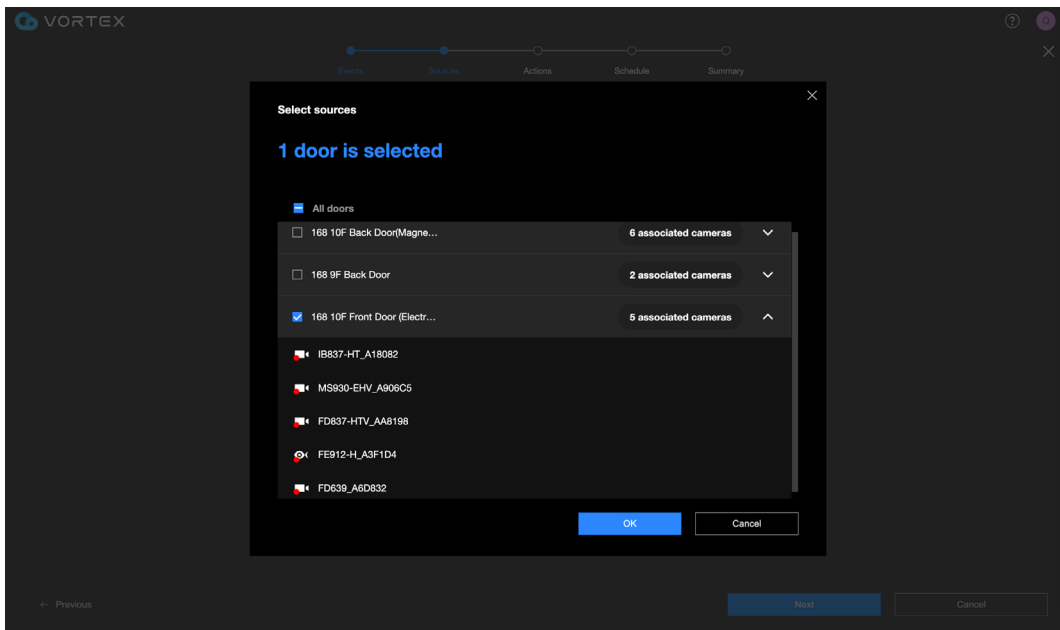 VORTEX
?
Q
Events
Sources
Actions
Schedule
Summary
Select sources
1 door is selected
All doors
168 10F Back Door(Magne...
6 associated cameras
168 9F Back Door
2 associated cameras
168 10F Front Door (Electr...
5 associated cameras
IB837-HT_A18082
MS930-EHV_A906C5
FD837-HTV_AA8198
FE912-H_A3F1D4
FD639_A6D832
OK
Cancel
← Previous
Next
Cancel